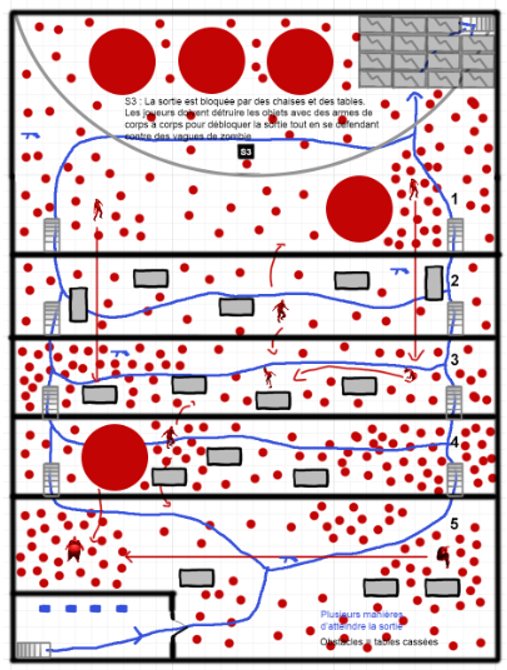 S3 : La sortie est bloquée par des chaises et des tables.
Les joueurs doivent détruire les objets avec des armes de
corps à corps pour débloquer la sortie tout en se défendant
contre des vagues de zombie
S3
1
2
3
4
5
Plusieurs manières
d'atteindre la sortie
Obstacles = tables cassées